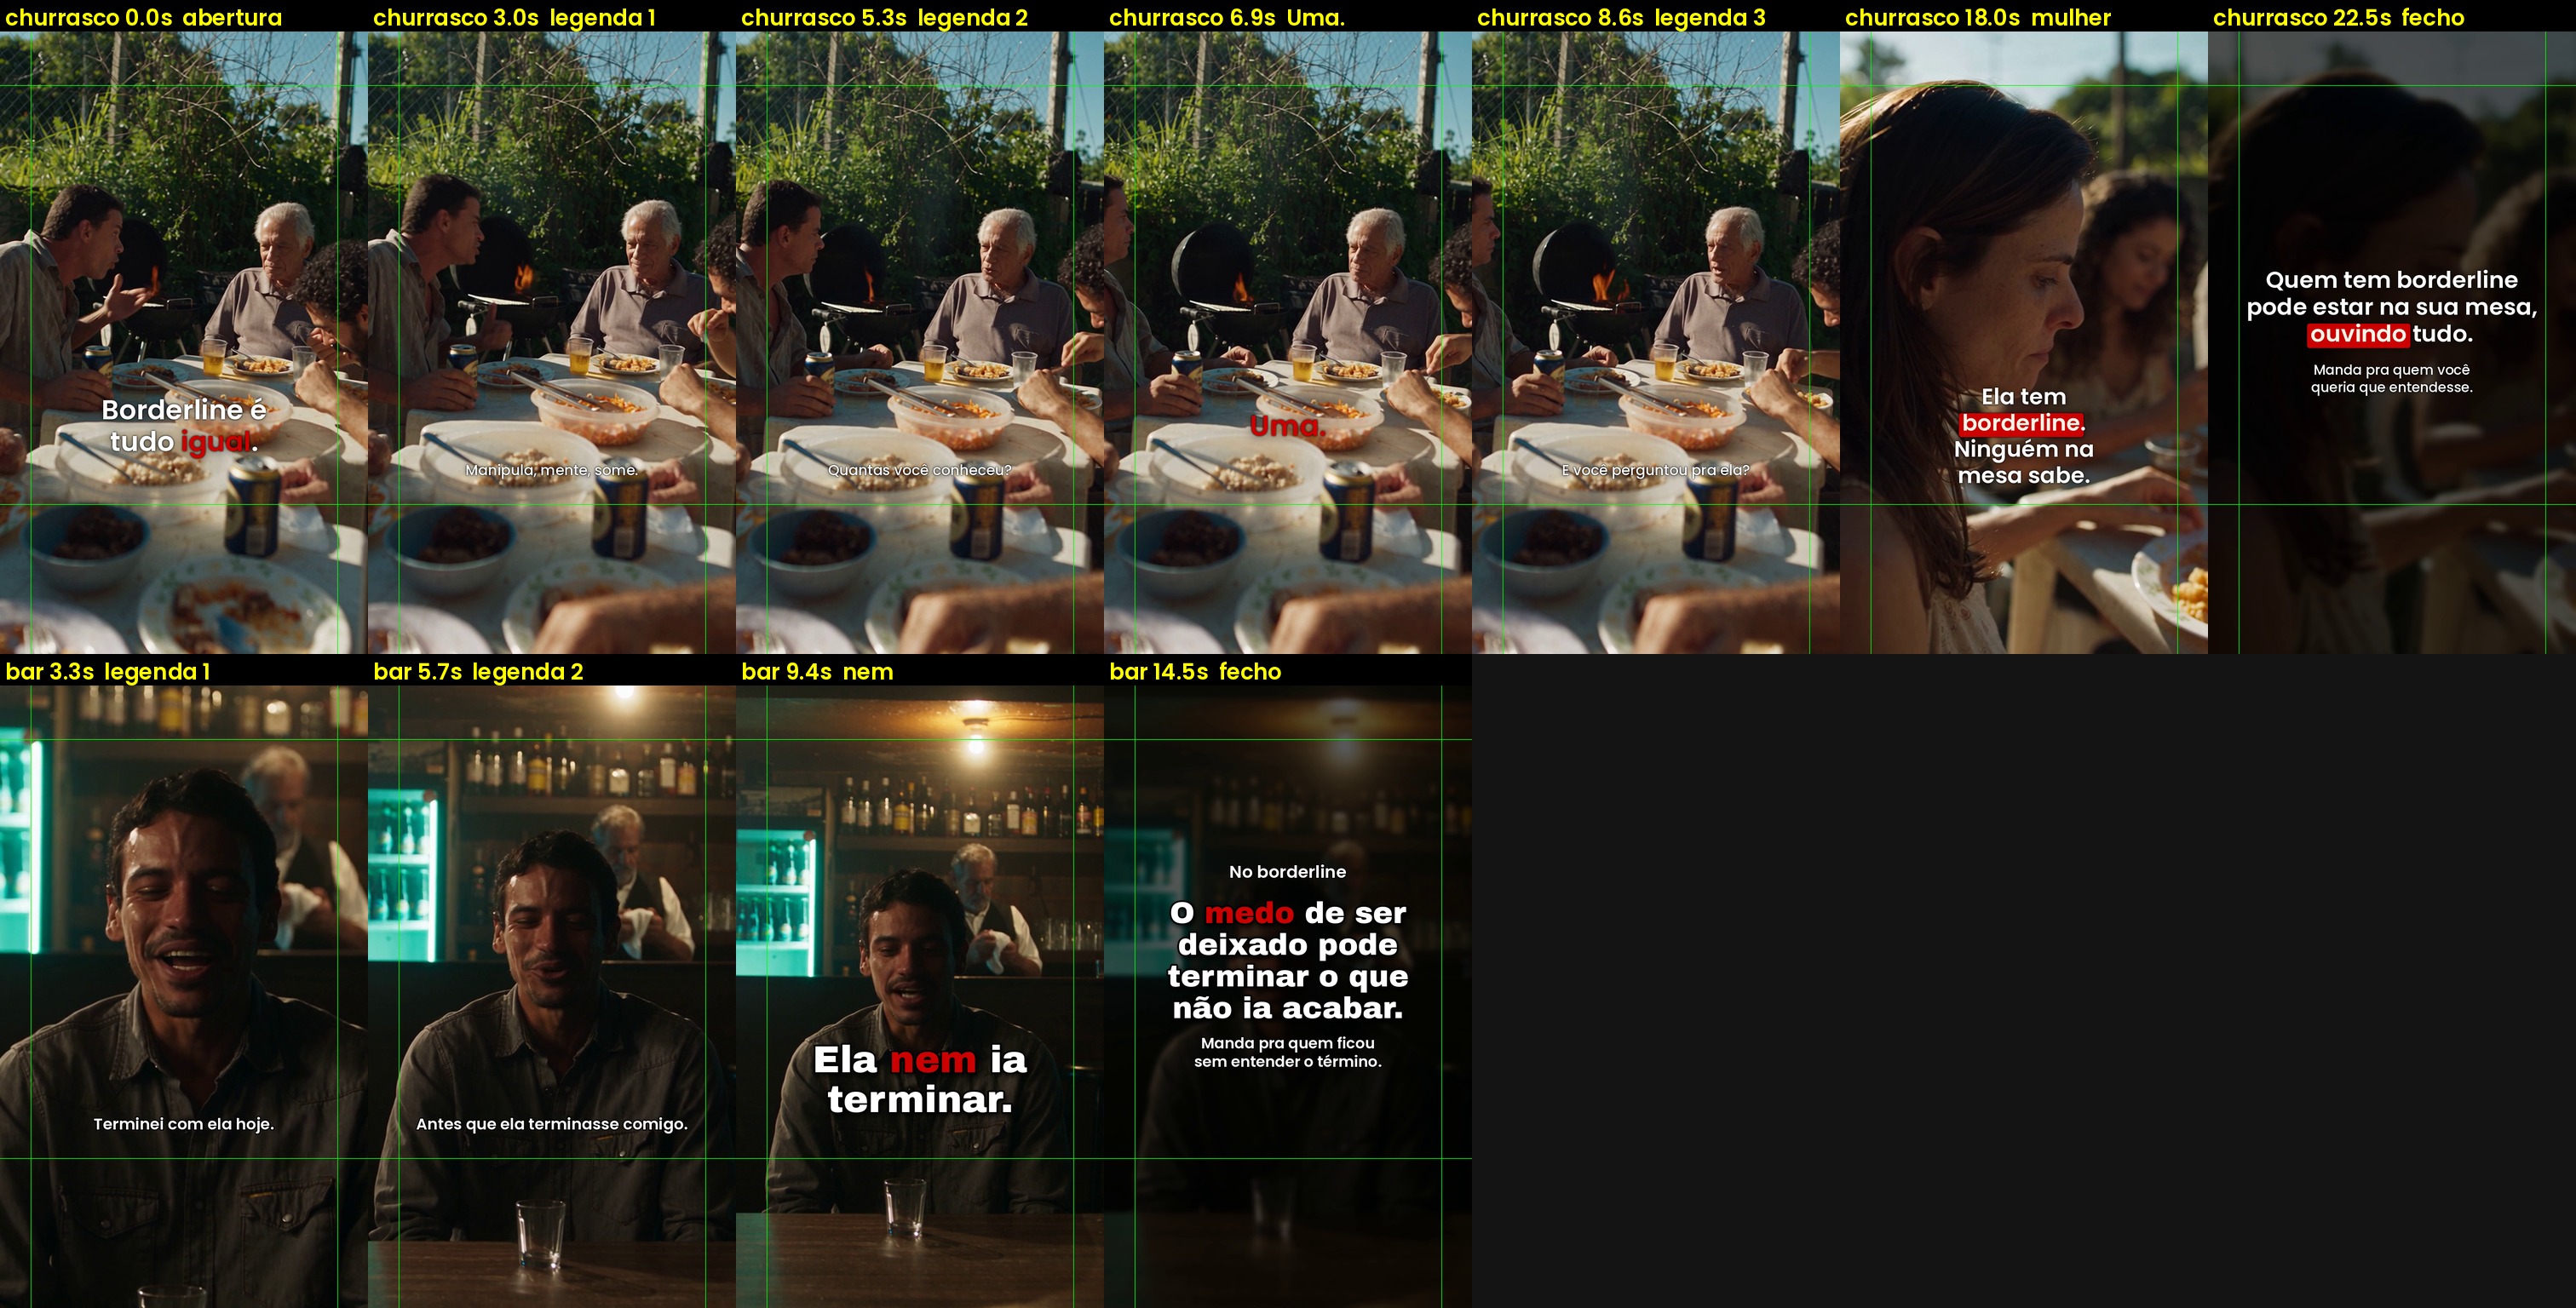 churrasco 0.0s abertura
Borderline é
tudo igual.
churrasco 3.0s legenda 1
Manipula, mente, some.
churrasco 5.3s legenda 2
Quantas você conheceu?
churrasco 6.9s Uma.
Uma.
churrasco 8.6s legenda 3
E você perguntou pra ela?
churrasco 18.0s mulher
Ela tem
borderline.
Ninguém na
mesa sabe.
churrasco 22.5s fecho
Quem tem borderline
pode estar na sua mesa,
ouvindo tudo.
Manda pra quem você
queria que entendesse.
bar 3.3s legenda 1
Terminei com ela hoje.
bar 5.7s legenda 2
Antes que ela terminasse comigo.
bar 9.4s nem
Ela nem ia
terminar.
bar 14.5s fecho
No borderline
O medo de ser
deixado pode
terminar o que
não ia acabar.
Manda pra quem ficou
sem entender o término.